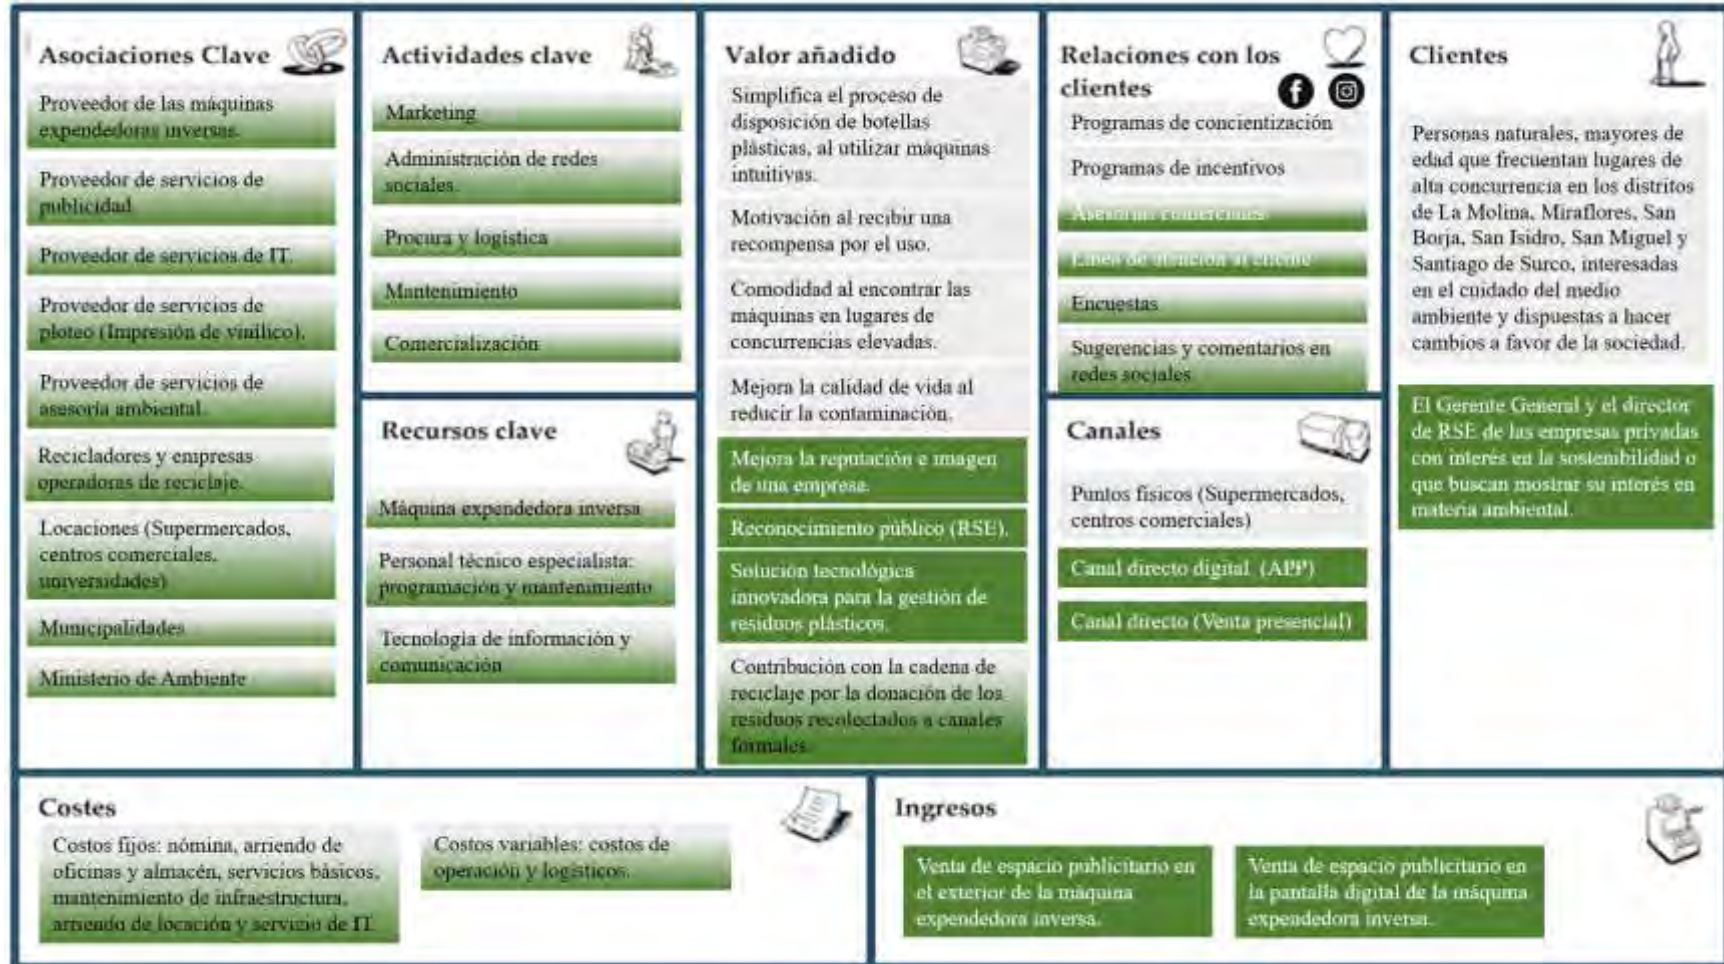 Asociaciones Clave
Proveedor de las máquinas
expendedoras inversas.
Proveedor de servicios de
publicidad
Proveedor de servicios de IT.
Proveedor de servicios de
ploteo (Impresión de vinílico).
Proveedor de servicios de
asesoría ambiental.
Recicladores y empresas
operadoras de reciclaje.
Locaciones (Supermercados,
centros comerciales,
universidades)
Municipalidades
Ministerio de Ambiente
Actividades clave
Marketing
Administración de redes
sociales.
Procura y logística
Mantenimiento
Comercialización
Recursos clave
Máquina expendedora inversa
Personal técnico especialista:
programación y mantenimiento
Tecnología de información y
comunicación
Valor añadido
Simplifica el proceso de
disposición de botellas
plásticas, al utilizar máquinas
intuitivas.
Motivación al recibir una
recompensa por el uso.
Comodidad al encontrar las
máquinas en lugares de
concurrencias elevadas.
Mejora la calidad de vida al
reducir la contaminación.
Mejora la reputación e imagen
de una empresa.
Reconocimiento público (RSE).
Solución tecnológica
innovadora para la gestión de
residuos plásticos.
Contribución con la cadena de
reciclaje por la donación de los
residuos recolectados a canales
formales.
Relaciones con los
clientes
Programas de concientización
Programas de incentivos
Asesorías comerciales.
Línea de atención al cliente
Encuestas
Sugerencias y comentarios en
redes sociales
Canales
Puntos físicos (Supermercados,
centros comerciales)
Canal directo digital (APP)
Canal directo (Venta presencial)
Clientes
Personas naturales, mayores de
edad que frecuentan lugares de
alta concurrencia en los distritos
de La Molina, Miraflores, San
Borja, San Isidro, San Miguel y
Santiago de Surco, interesadas
en el cuidado del medio
ambiente y dispuestas a hacer
cambios a favor de la sociedad.
El Gerente General y el director
de RSE de las empresas privadas
con interés en la sostenibilidad o
que buscan mostrar su interés en
materia ambiental.
Costes
Costos fijos: nómina, arriendo de
oficinas y almacén, servicios básicos,
mantenimiento de infraestructura,
arriendo de locación y servicio de IT.
Costos variables: costos de
operación y logísticos.
Ingresos
Venta de espacio publicitario en
el exterior de la máquina
expendedora inversa.
Venta de espacio publicitario en
la pantalla digital de la máquina
expendedora inversa.